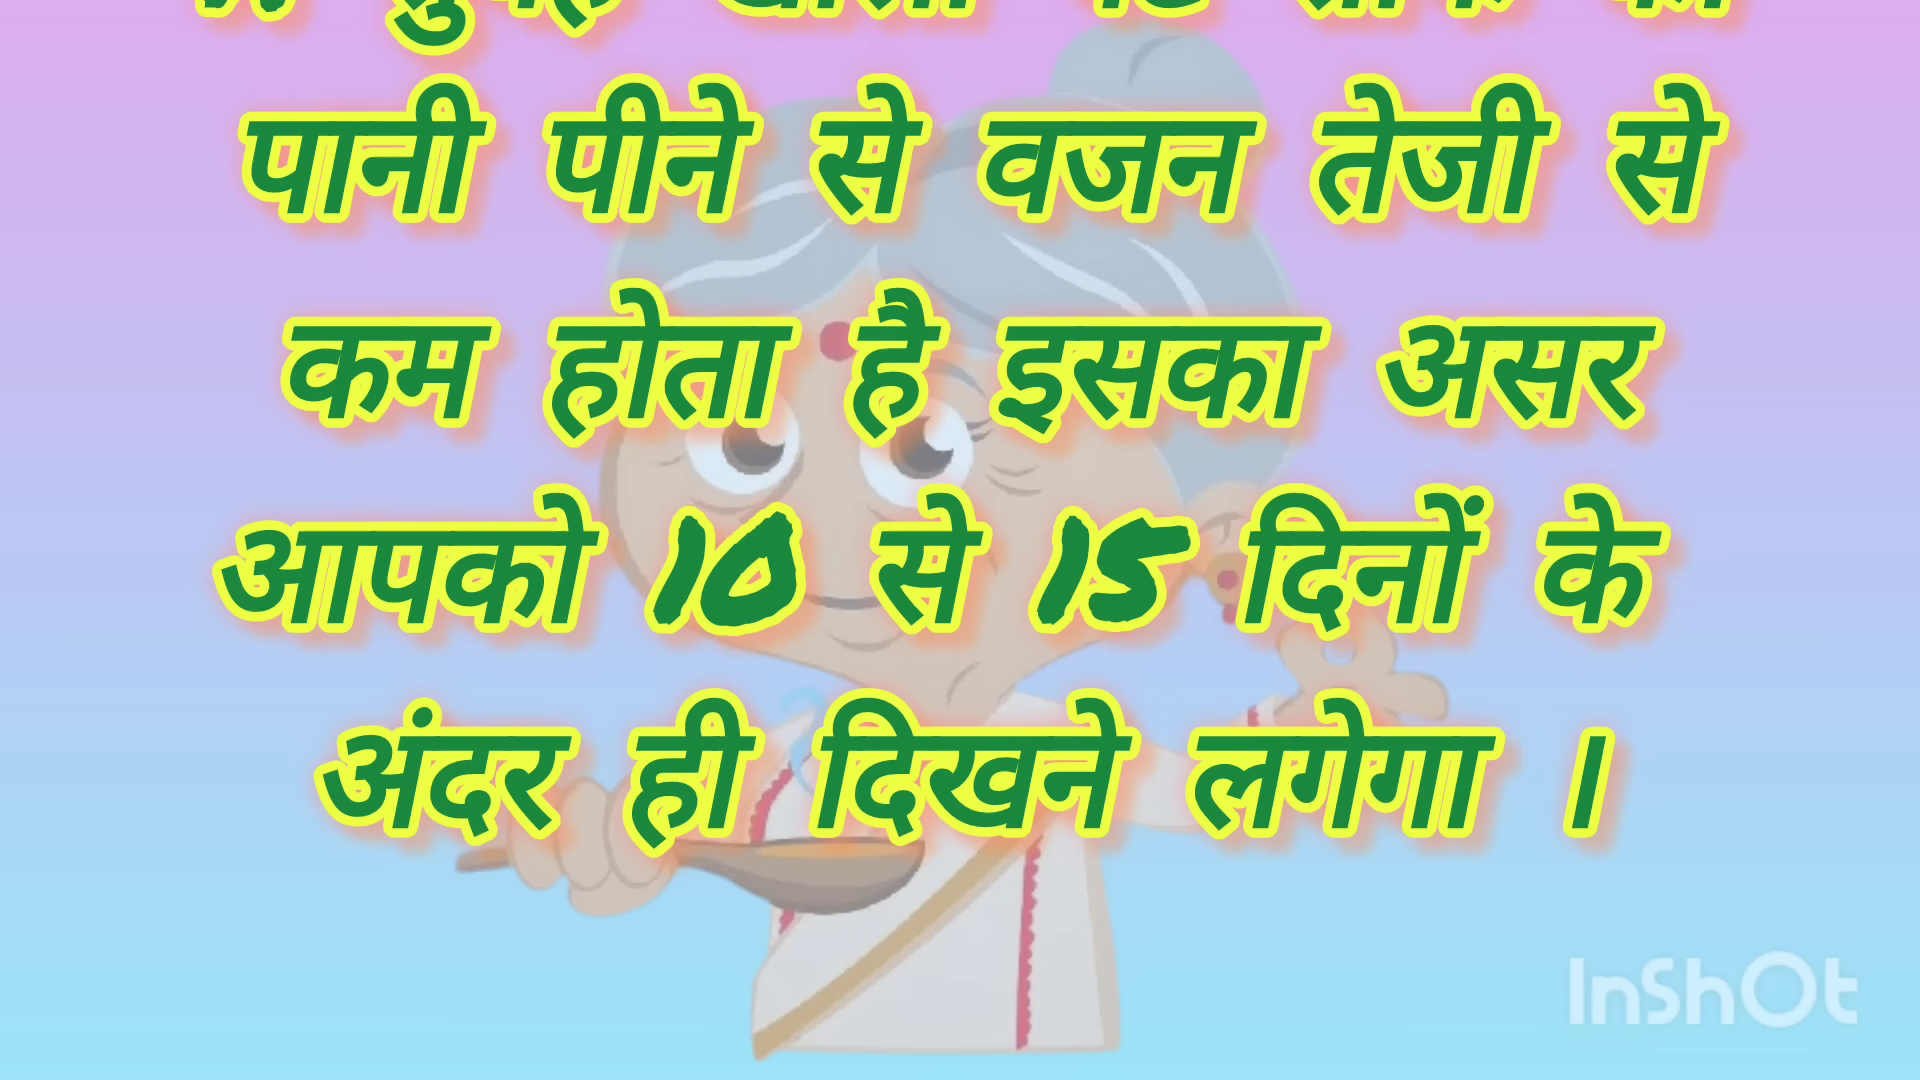 पानी पीने से वजन तेजी से
कम होता है इसका असर
आपको 10 से 15 दिनों के
अंदर ही दिखने लगेगा ।
InShOt